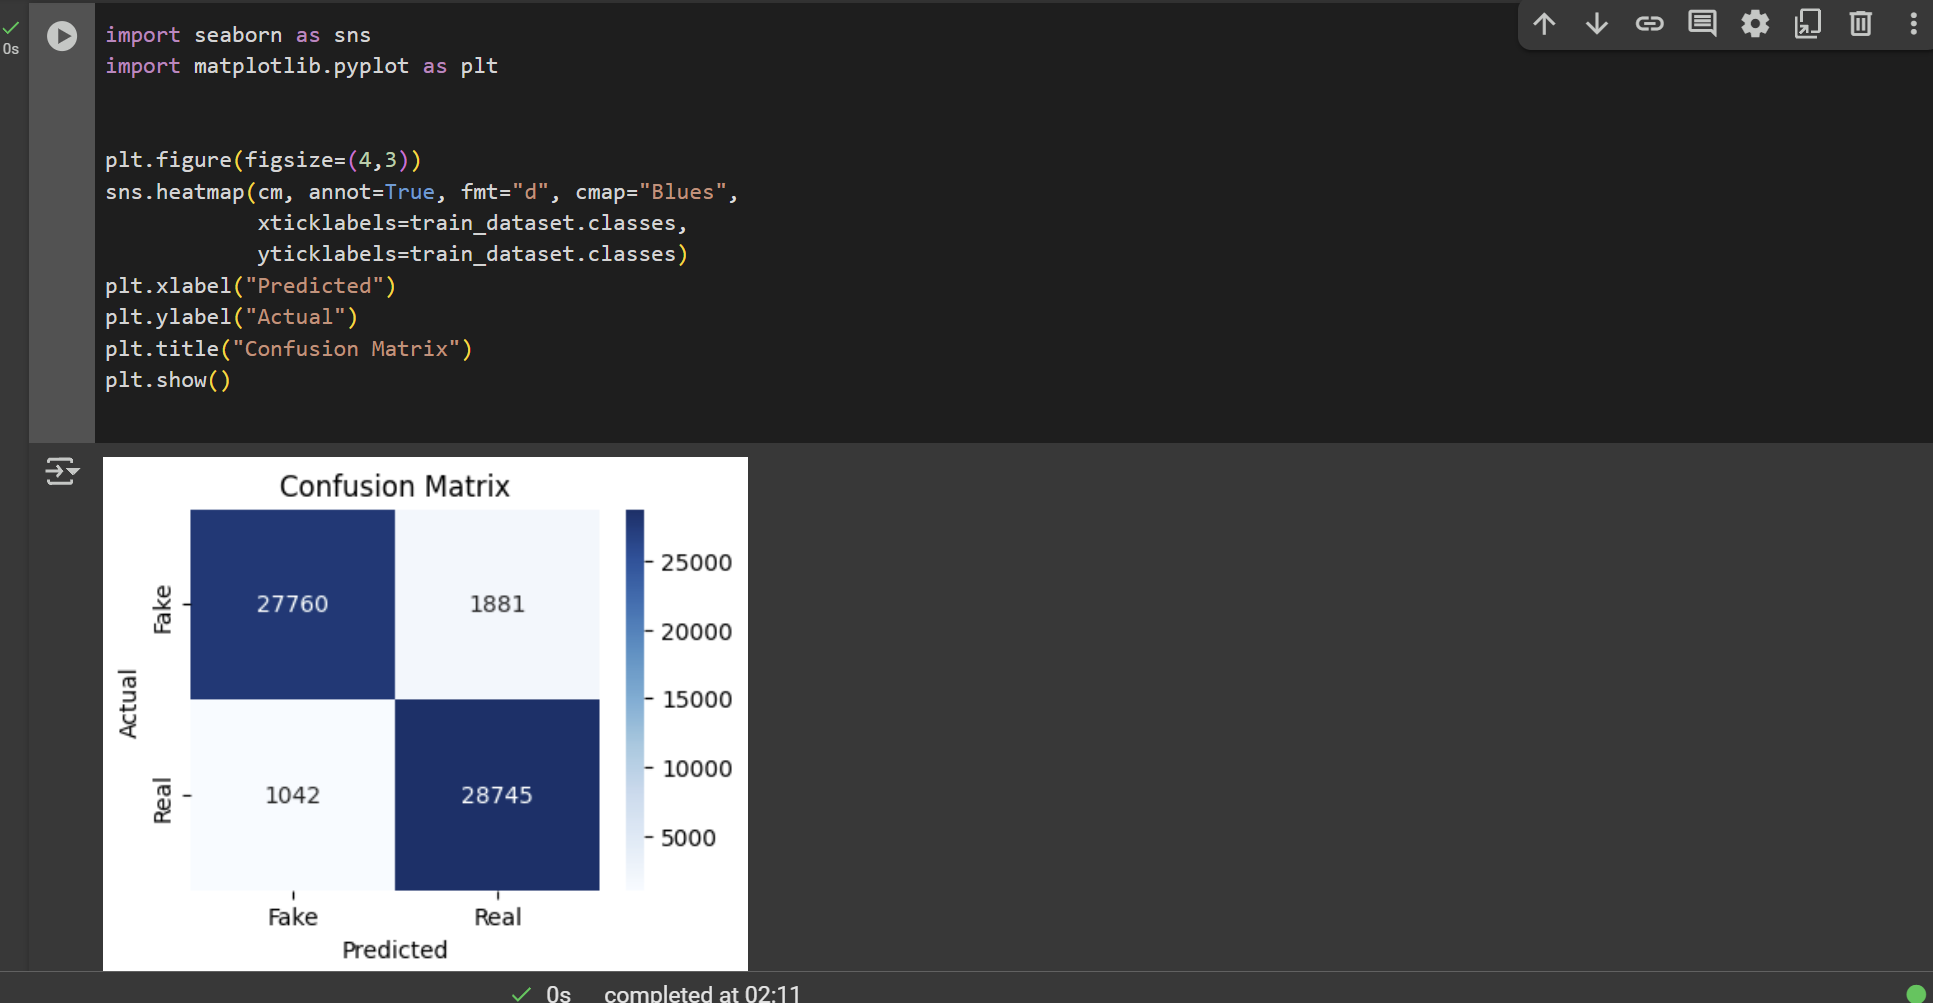 0s
import seaborn as sns
import matplotlib.pyplot as plt
plt.figure(figsize=(4,3))
sns.heatmap(cm, annot=True, fmt="d", cmap="Blues",
            xticklabels=train_dataset.classes,
            yticklabels=train_dataset.classes)
plt.xlabel("Predicted")
plt.ylabel("Actual")
plt.title("Confusion Matrix")
plt.show()
Confusion Matrix
Actual
Fake
27760 1881
Real
1042 28745
Fake Real
Predicted
25000
20000
15000
10000
5000
0s completed at 02:11